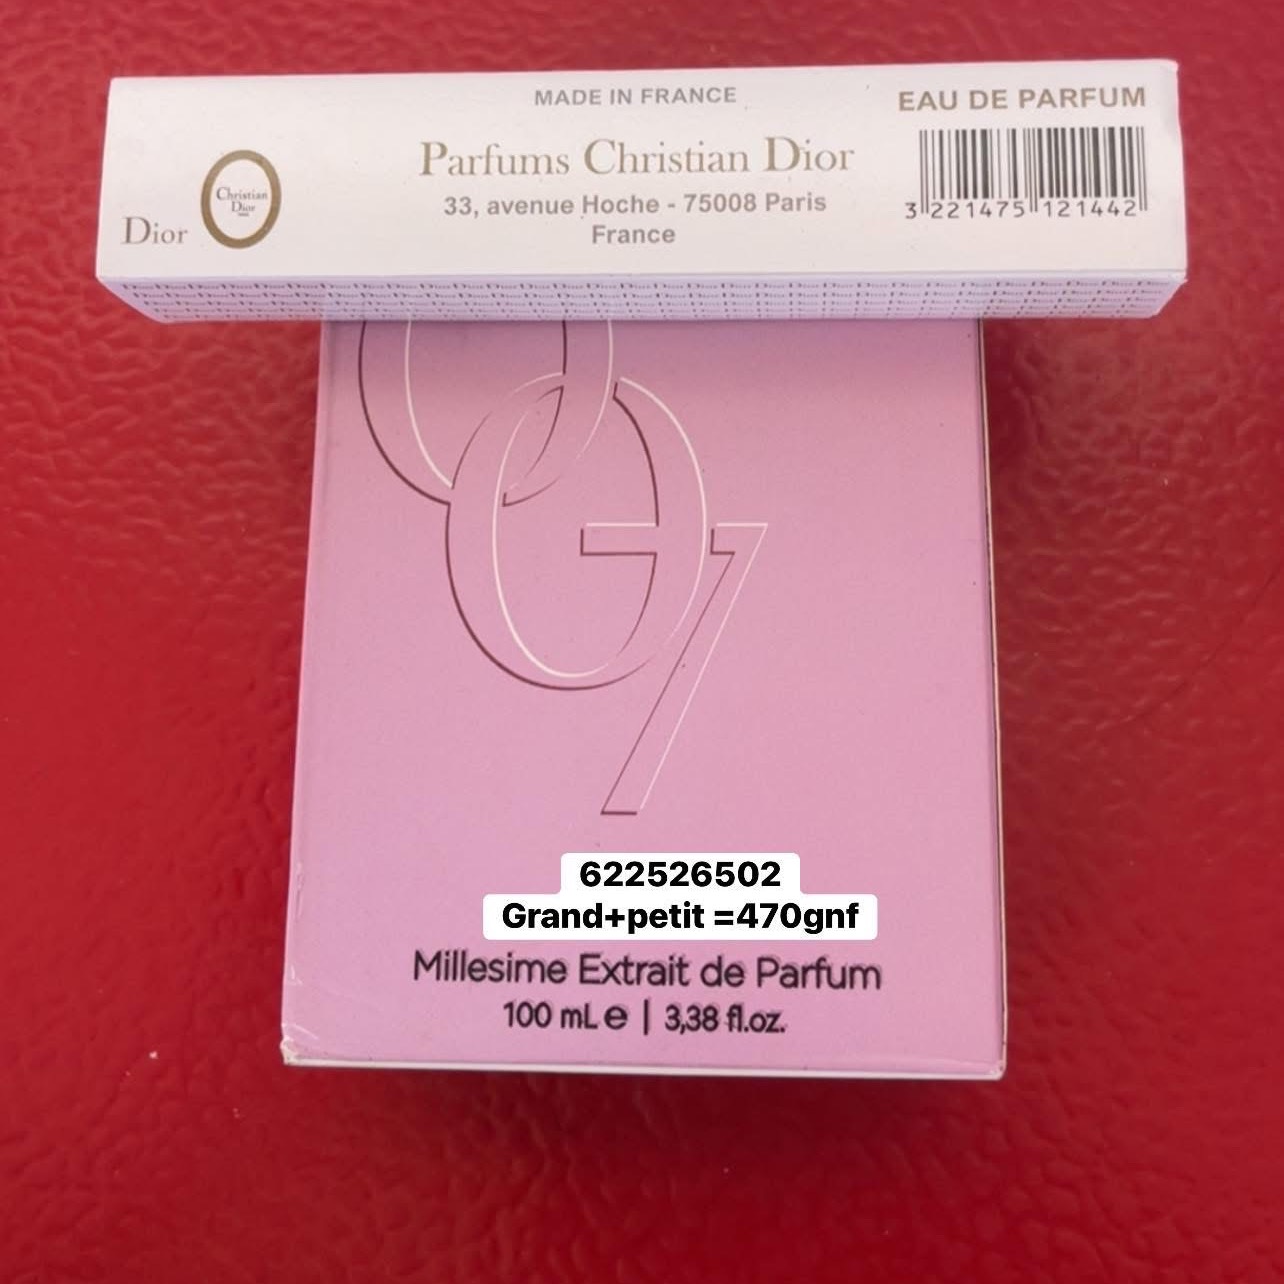 MADE IN FRANCE
EAU DE PARFUM
Parfums Christian Dior
33, avenue Hoche - 75008 Paris
France
Christian
Dior
Dior
3 221475 121442
622526502
Grand+petit =470gnf
Millesime Extrait de Parfum
100 mL e | 3,38 fl.oz.